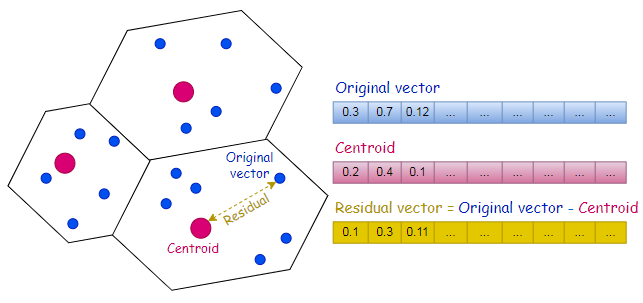 Original vector
0.3 0.7 0.12 ... ... ... ... ...
Centroid
0.2 0.4 0.1 ... ... ... ... ...
Residual vector = Original vector - Centroid
0.1 0.3 0.11 ... ... ... ... ...
Original
vector
Residual
Centroid